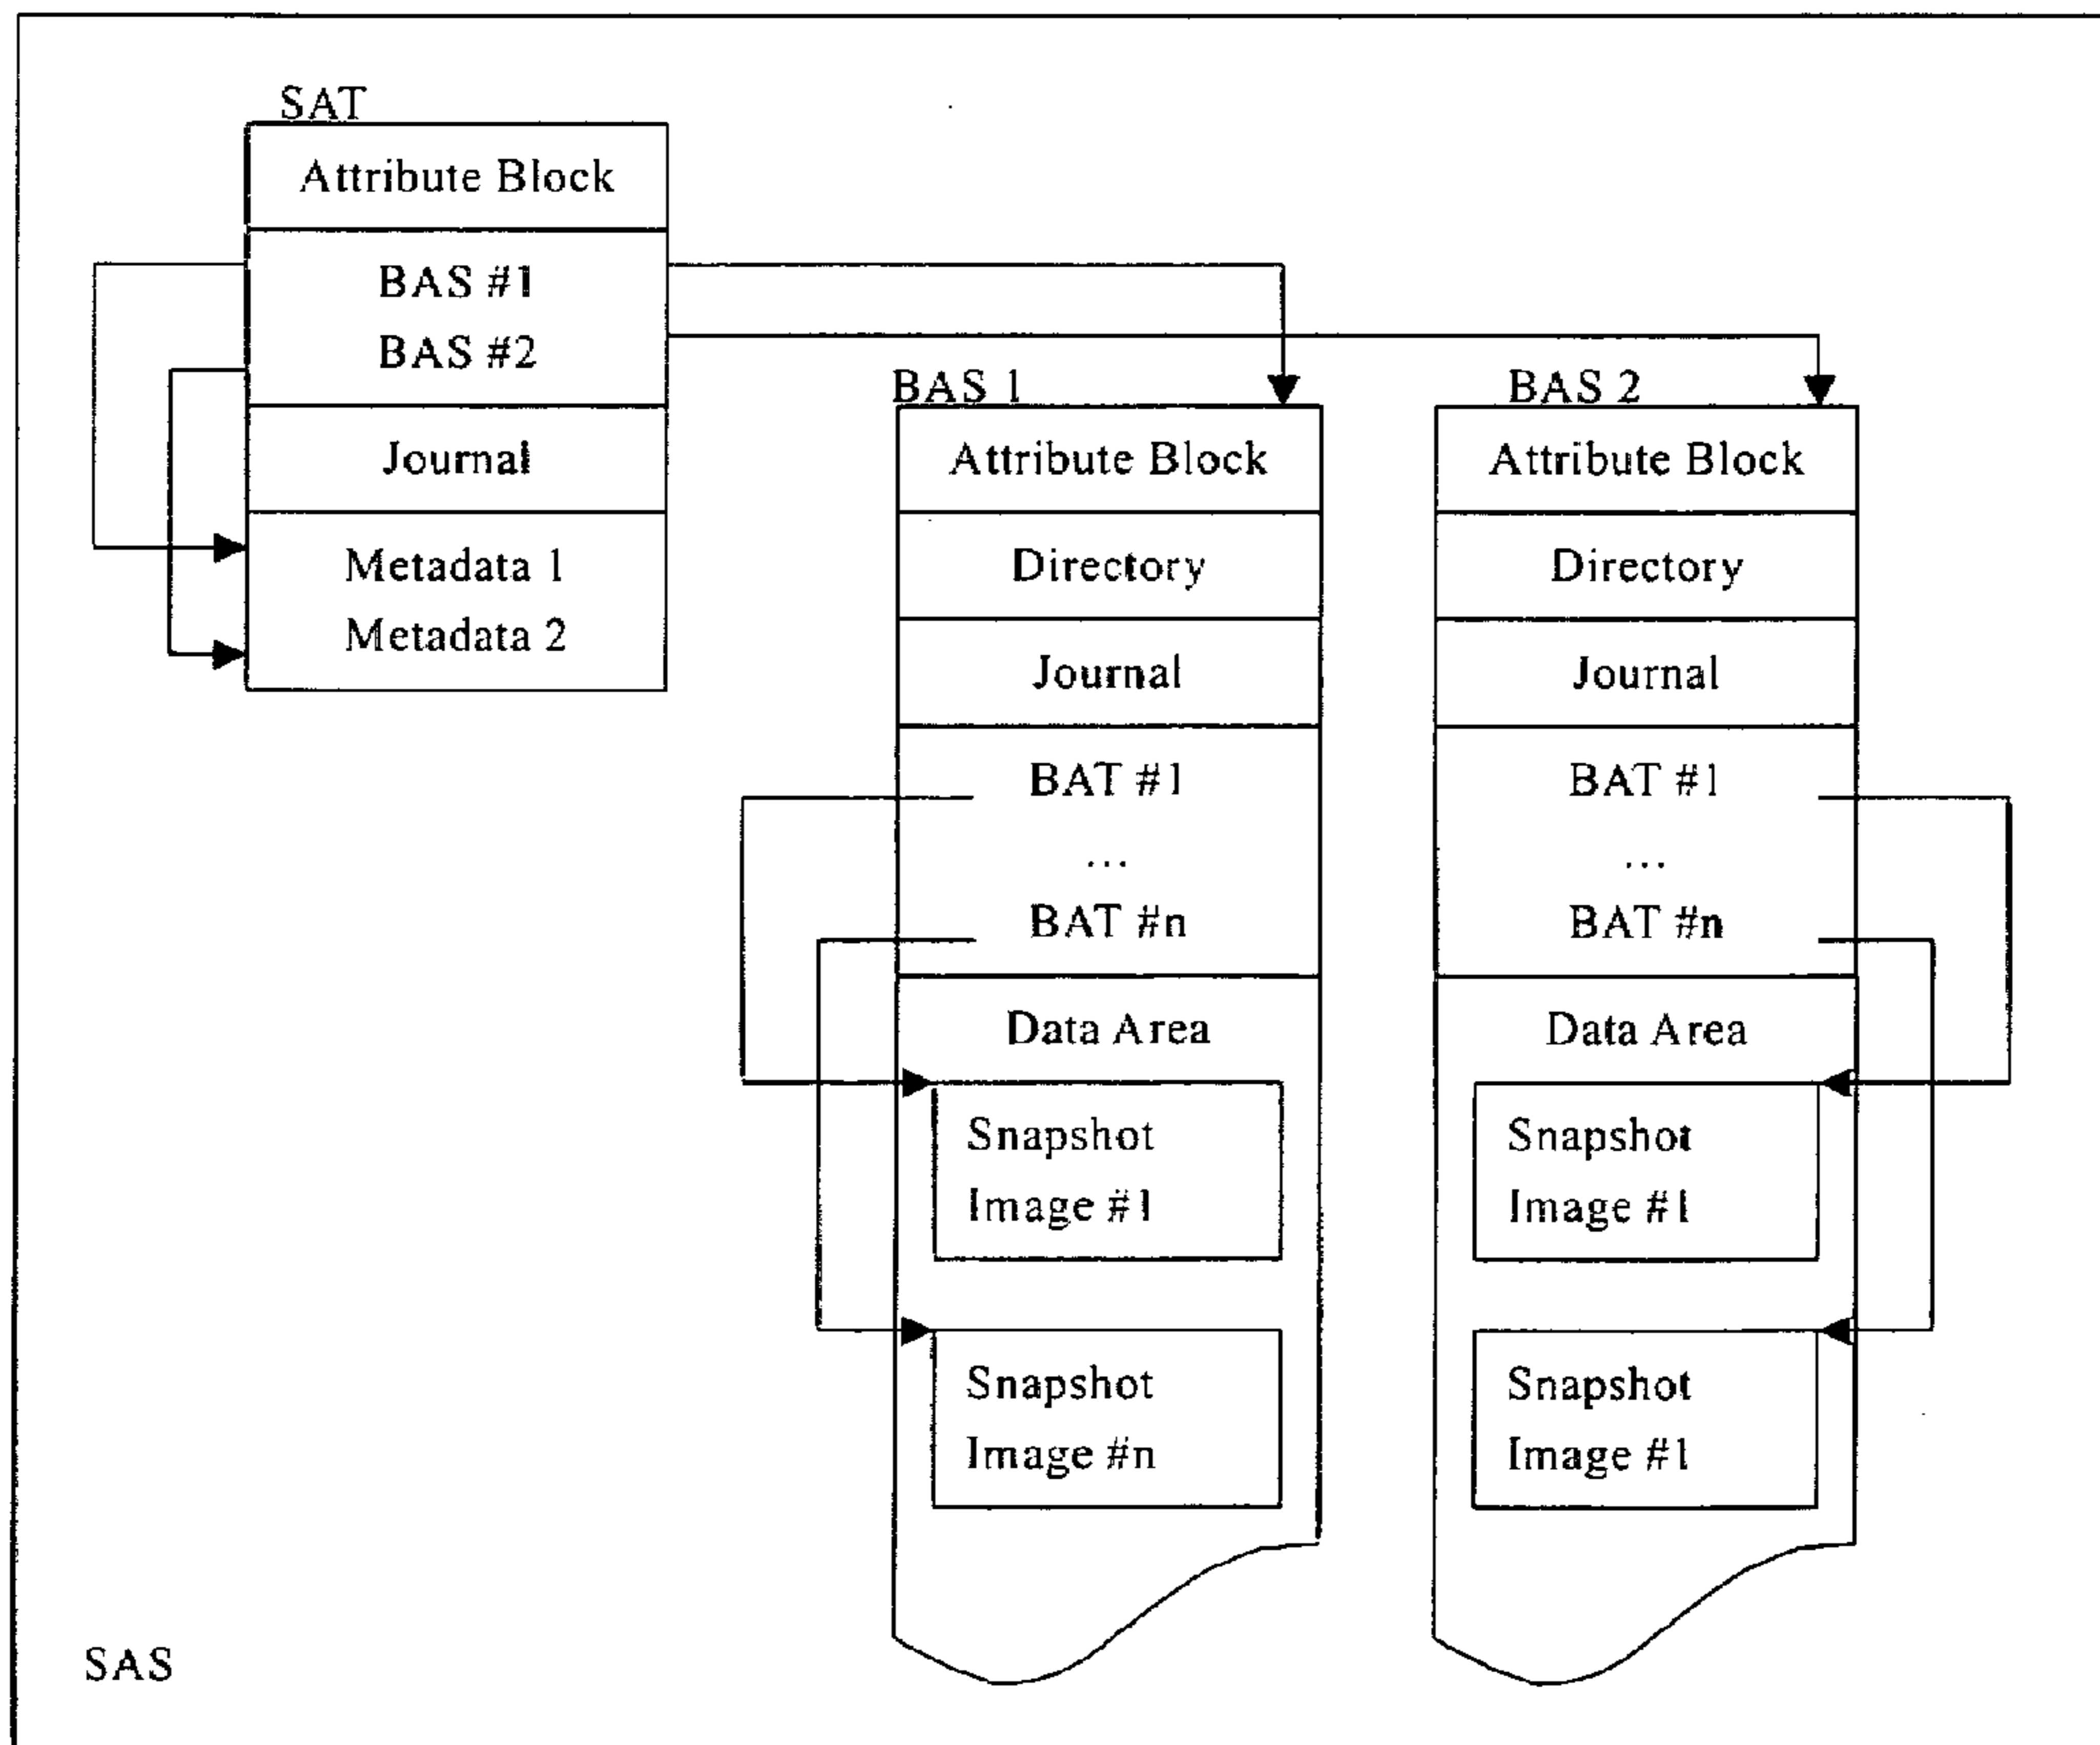 SAT
Attribute Block
BAS #1
BAS #2
Journal
Metadata 1
Metadata 2
BAS 1
Attribute Block
Directory
Journal
BAT #1
...
BAT #n
Data Area
Snapshot
Image #1
Snapshot
Image #n
BAS 2
Attribute Block
Directory
Journal
BAT #1
...
BAT #n
Data Area
Snapshot
Image #1
Snapshot
Image #1
SAS